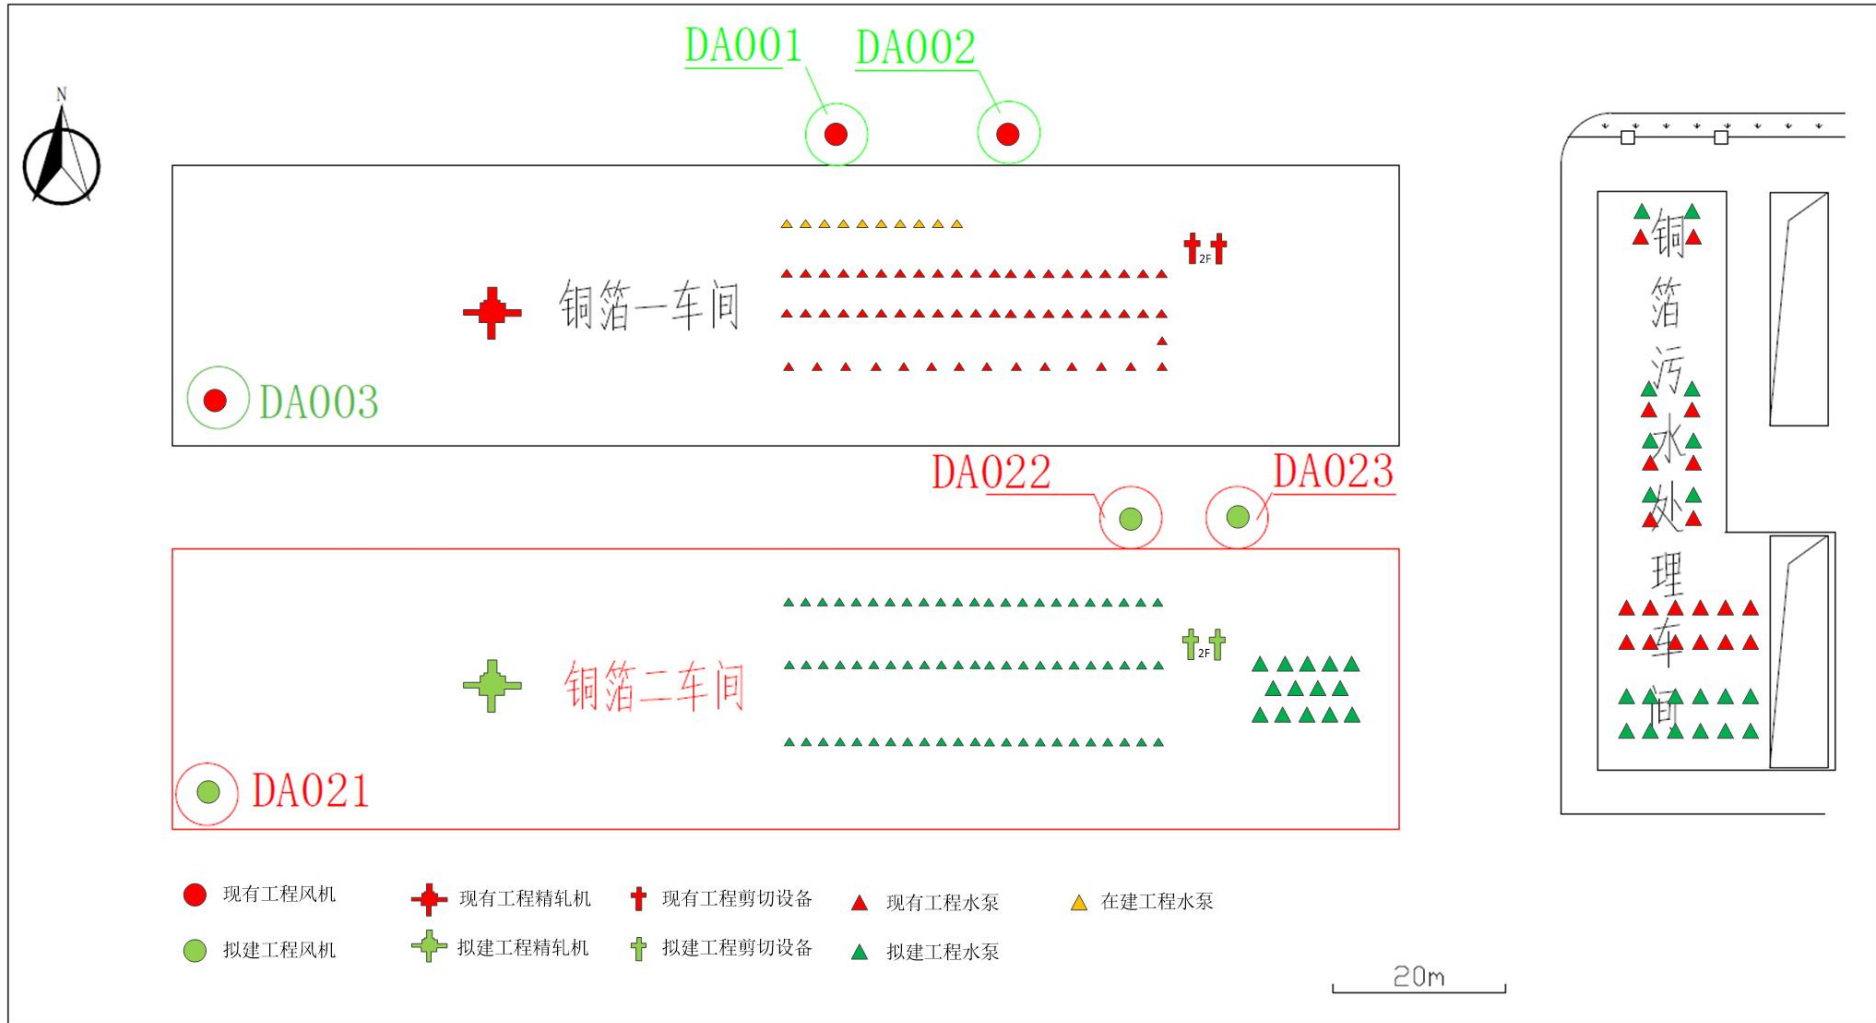 DA001
DA002
N
2F
铜箔一车间
DA003
DA022
DA023
2F
铜箔二车间
DA021
铜箔污水处理车间
现有工程风机
现有工程精轧机
现有工程剪切设备
现有工程水泵
在建工程水泵
拟建工程风机
拟建工程精轧机
拟建工程剪切设备
拟建工程水泵
20m